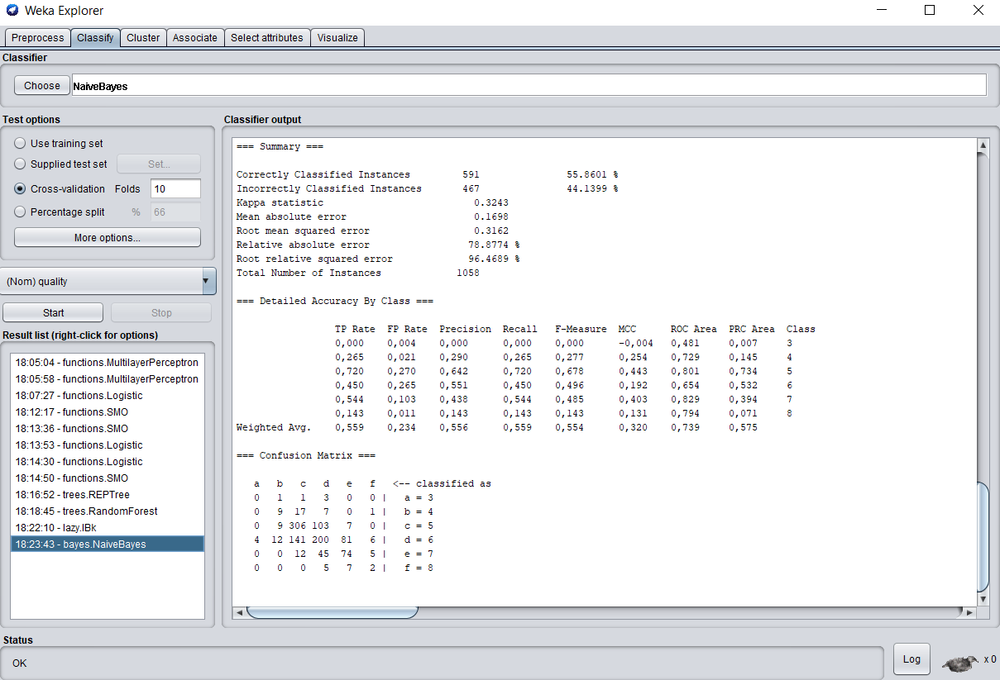 Weka Explorer
Preprocess Classify Cluster Associate Select attributes Visualize
Classifier
Choose NaiveBayes
Test options
Use training set
Supplied test set Set...
Cross-validation Folds 10
Percentage split % 66
More options...
(Nom) quality
Start Stop
Result list (right-click for options)
18:05:04 - functions.MultilayerPerceptron
18:05:58 - functions.MultilayerPerceptron
18:07:27 - functions.Logistic
18:12:17 - functions.SMO
18:13:36 - functions.SMO
18:13:53 - functions.Logistic
18:14:30 - functions.Logistic
18:14:50 - functions.SMO
18:16:52 - trees.REPTree
18:18:45 - trees.RandomForest
18:22:10 - lazy.IBk
18:23:43 - bayes.NaiveBayes
Classifier output
=== Summary ===
Correctly Classified Instances 591 55.8601 %
Incorrectly Classified Instances 467 44.1399 %
Kappa statistic 0.3243
Mean absolute error 0.1698
Root mean squared error 0.3162
Relative absolute error 78.8774 %
Root relative squared error 96.4689 %
Total Number of Instances 1058
=== Detailed Accuracy By Class ===
TP Rate FP Rate Precision Recall F-Measure MCC ROC Area PRC Area Class
0,000 0,004 0,000 0,000 0,000 -0,004 0,481 0,007 3
0,265 0,021 0,290 0,265 0,277 0,254 0,729 0,145 4
0,720 0,270 0,642 0,720 0,678 0,443 0,801 0,734 5
0,450 0,265 0,551 0,450 0,496 0,192 0,654 0,532 6
0,544 0,103 0,438 0,544 0,485 0,403 0,829 0,394 7
0,143 0,011 0,143 0,143 0,143 0,131 0,794 0,071 8
Weighted Avg. 0,559 0,234 0,556 0,559 0,554 0,320 0,739 0,575
=== Confusion Matrix ===
a b c d e f <-- classified as
0 1 1 3 0 0 | a = 3
0 9 17 7 0 1 | b = 4
0 9 306 103 7 0 | c = 5
4 12 141 200 81 6 | d = 6
0 0 12 45 74 5 | e = 7
0 0 0 5 7 2 | f = 8
Status
OK
Log
x 0